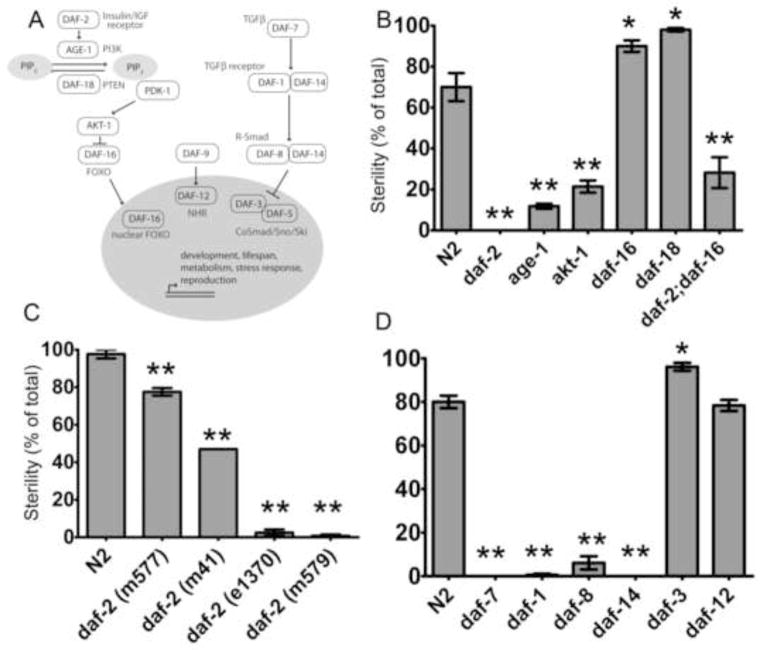 A
DAF-2
Insulin/IGF
receptor
AGE-1
PI3K
PIP
PIP
DAF-18
PTEN
PDK-1
AKT-1
DAF-16
FOXO
DAF-9
DAF-12
NHR
DAF-16
nuclear FOXO
TGFβ
DAF-7
TGFβ receptor
DAF-1
DAF-14
R-Smad
DAF-8
DAF-14
DAF-3
DAF-5
CoSmad/Sno/Ski
development, lifespan,
metabolism, stress response,
reproduction
B
Sterility (% of total)
100
80
60
40
20
0
**
**
**
*
*
**
N2
daf-2
age-1
akt-1
daf-16
daf-18
daf-2;daf-16
C
Sterility (% of total)
100
80
60
40
20
0
**
**
**
**
N2
daf-2 (m577)
daf-2 (m41)
daf-2 (e1370)
daf-2 (m579)
D
100
80
60
40
20
0
**
**
**
**
*
N2
daf-7
daf-1
daf-8
daf-14
daf-3
daf-12